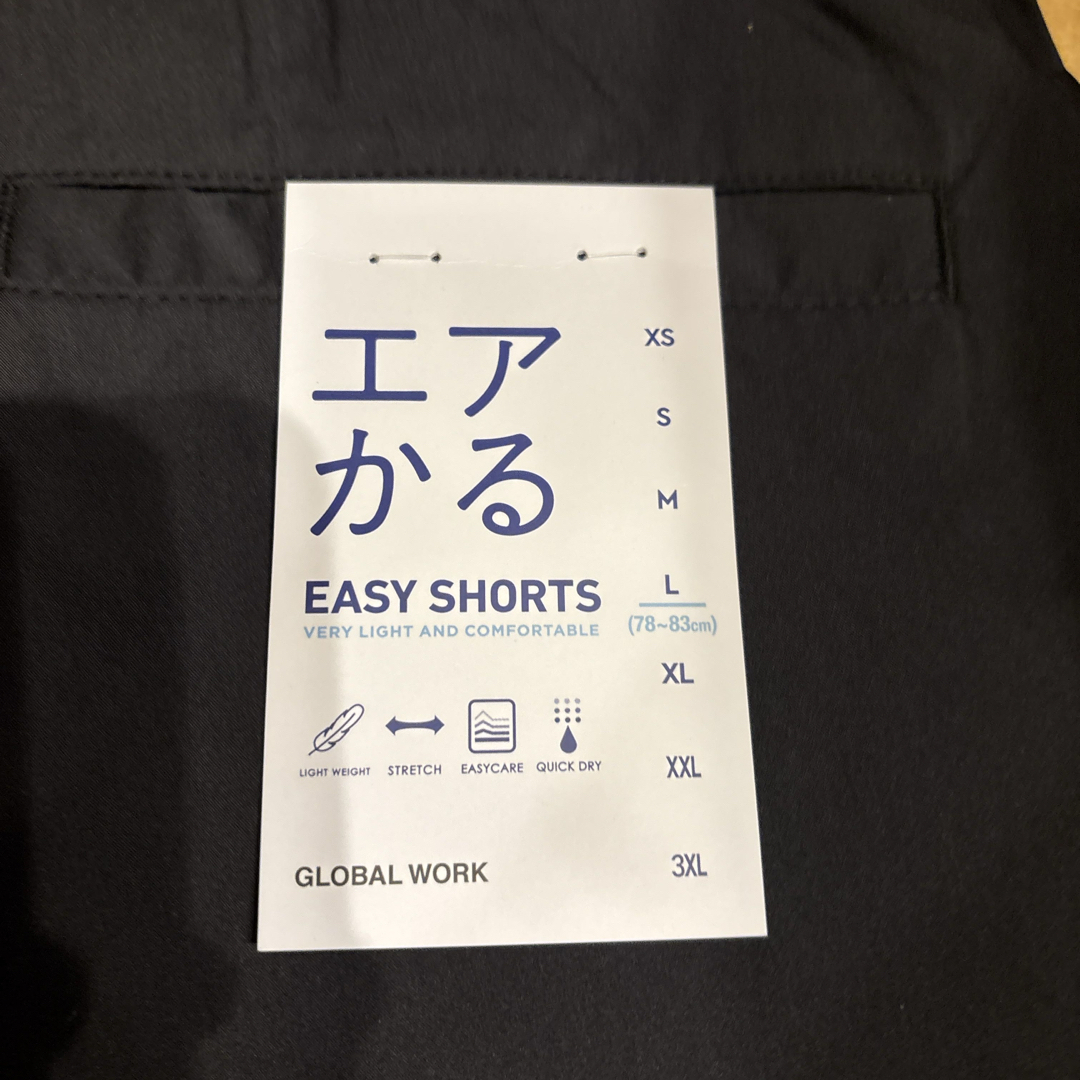 エア
かる
EASY SHORTS
VERY LIGHT AND COMFORTABLE
LIGHT WEIGHT
STRETCH
EASYCARE
QUICK DRY
GLOBAL WORK
XS
S
M
L
(78~83cm)
XL
XXL
3XL